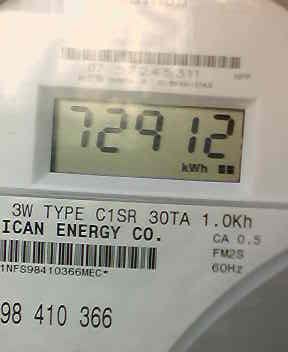 72912
kWh
3W TYPE C1SR 30TA 1.0Kh
ICAN ENERGY CO.
CA 0.5
FM2S
1NFS98410366MEC*
60Hz
98 410 366